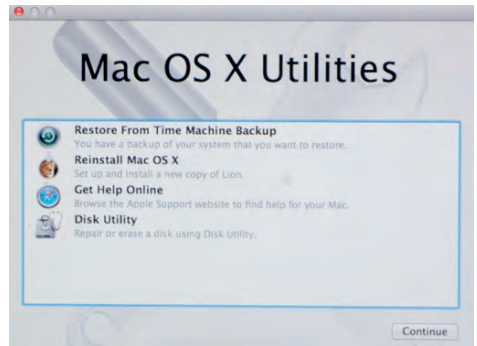 Mac OS X Utilities
Restore From Time Machine Backup
You have a backup of your system that you want to restore.
Reinstall Mac OS X
Set up and install a new copy of Lion
Get Help Online
Browse the Apple Support website to find help for your Mac.
Disk Utility
Repair or erase a disk using Disk Utility.
Continue